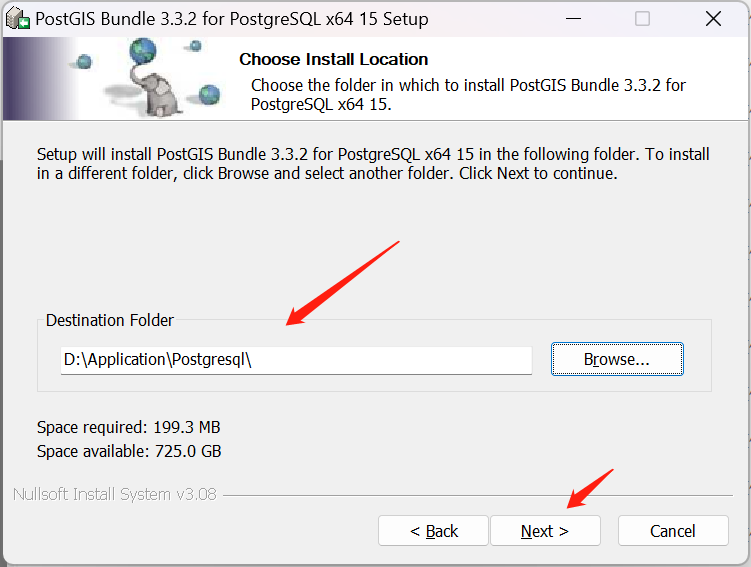 PostGIS Bundle 3.3.2 for PostgreSQL x64 15 Setup
Choose Install Location
Choose the folder in which to install PostGIS Bundle 3.3.2 for
PostgreSQL x64 15.
Setup will install PostGIS Bundle 3.3.2 for PostgreSQL x64 15 in the following folder. To install
in a different folder, click Browse and select another folder. Click Next to continue.
Destination Folder
D:\Application\Postgresql\
Browse...
Space required: 199.3 MB
Space available: 725.0 GB
Nullsoft Install System v3.08
< Back
Next >
Cancel